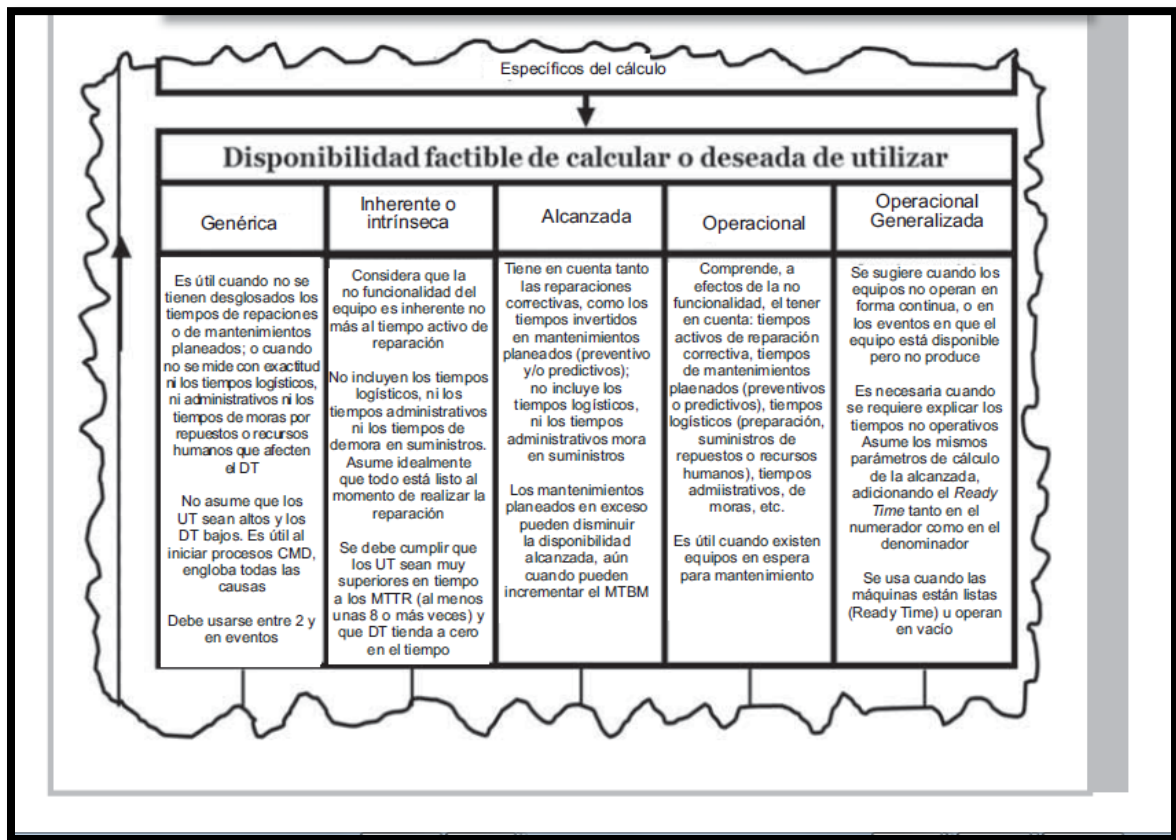 Específicos del cálculo
Disponibilidad factible de calcular o deseada de utilizar
Genérica
Inherente o
intrínseca
Alcanzada
Operacional
Operacional
Generalizada
Es útil cuando no se
tienen desglosados los
tiempos de repaciones
o de mantenimientos
planeados; o cuando
no se mide con exactitud
ni los tiempos logísticos,
ni administrativos ni los
tiempos de moras por
repuestos o recursos
humanos que afecten
el DT
No asume que los
UT sean altos y los
DT bajos. Es útil al
iniciar procesos CMD,
engloba todas las
causas
Debe usarse entre 2 y
en eventos
Considera que la
no funcionalidad del
equipo es inherente no
más al tiempo activo de
reparación
No incluyen los tiempos
logísticos, ni los
tiempos administrativos
ni los tiempos de
demora en suministros.
Asume idealmente
que todo está listo al
momento de realizar la
reparación
Se debe cumplir que
los UT sean muy
superiores en tiempo
a los MTTR (al menos
unas 8 o más veces) y
que DT tienda a cero
en el tiempo
Tiene en cuenta tanto
las reparaciones
correctivas, como los
tiempos invertidos
en mantenimientos
planeados (preventivo
y/o predictivos);
no incluye los
tiempos logísticos,
ni los tiempos
administrativos mora
en suministros
Los mantenimientos
planeados en exceso
pueden disminuir
la disponibilidad
alcanzada, aún
cuando pueden
incrementar el MTBM
Comprende, a
efectos de la no
funcionalidad, el tener
en cuenta: tiempos
activos de reparación
correctiva, tiempos
de mantenimientos
plaenados (preventivos
o predictivos), tiempos
logísticos (preparación,
suministros de
repuestos o recursos
humanos), tiempos
admiistrativos, de
moras, etc.
Es útil cuando existen
equipos en espera
para mantenimiento
Se sugiere cuando los
equipos no operan en
forma continua, o en
los eventos en que el
equipo está disponible
pero no produce
Es necesaria cuando
se requiere explicar los
tiempos no operativos
Asume los mismos
parámetros de cálculo
de la alcanzada,
adicionando el Ready
Time tanto en el
numerador como en el
denominador
Se usa cuando las
máquinas están listas
(Ready Time) u operan
en vacío